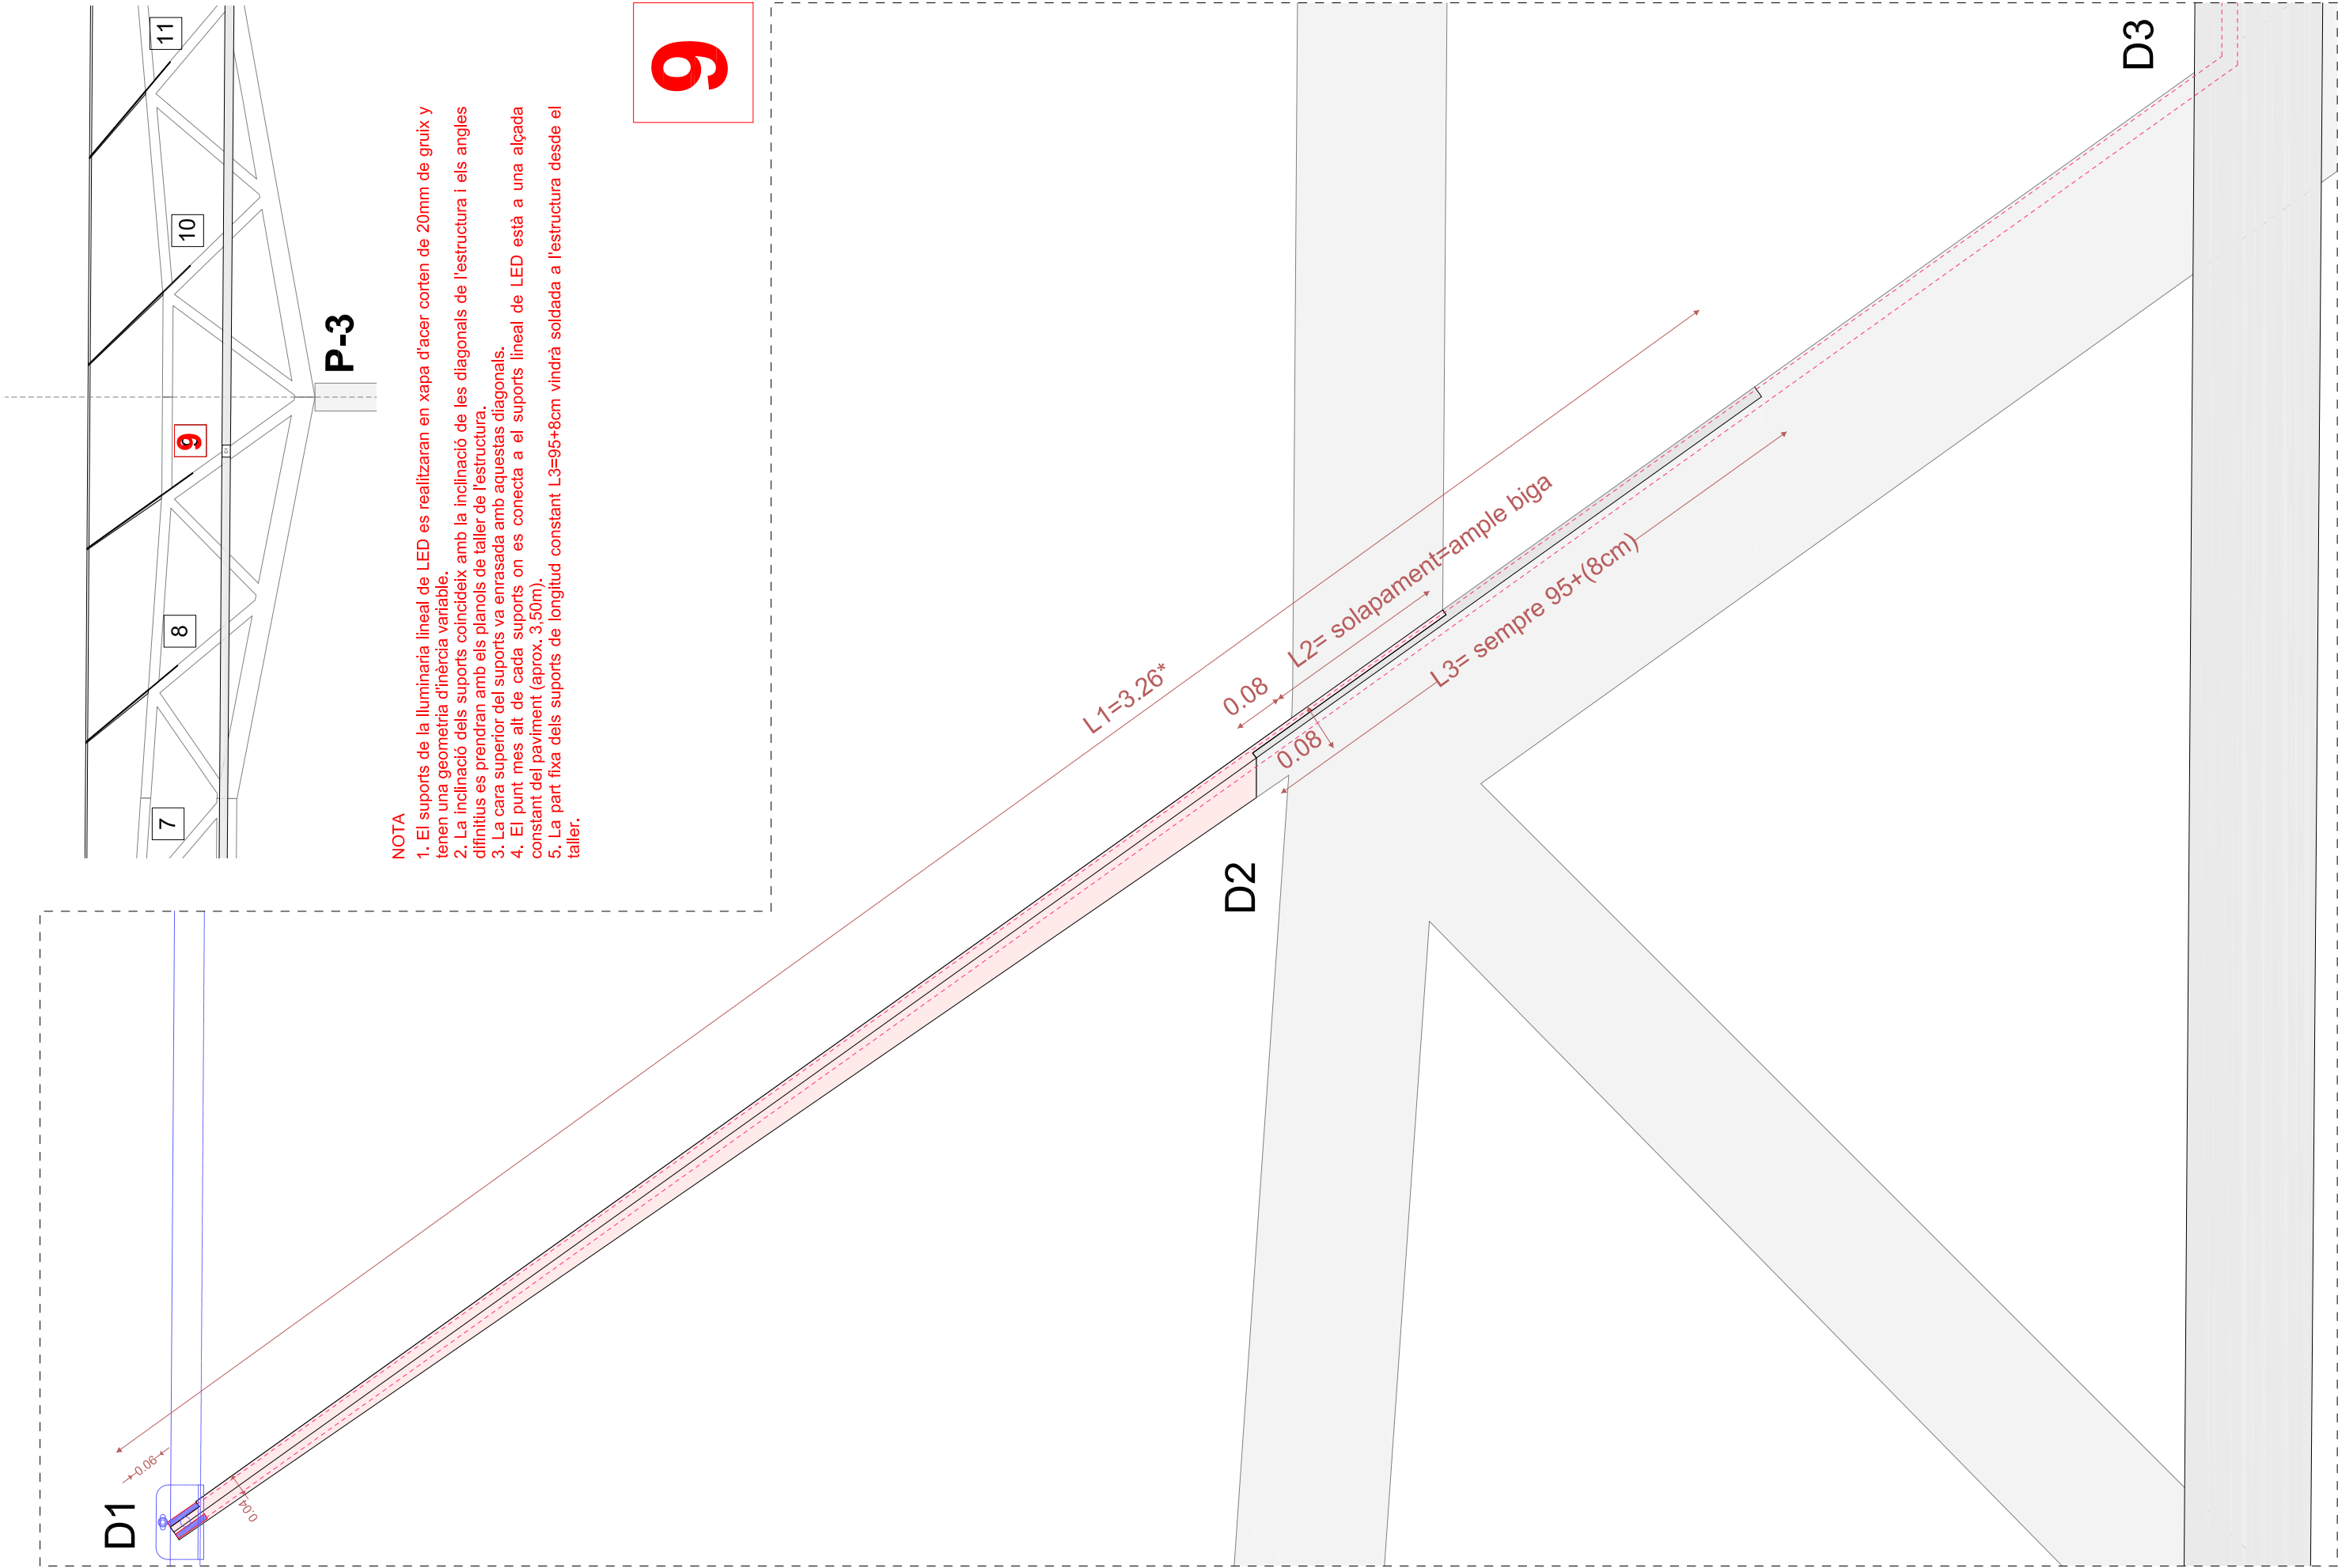 7
8
9
10
11
P-3
9
NOTA
1. El suports de la lluminaria lineal de LED es realitzaran en xapa d'acer corten de 20mm de gruix y
tenen una geometria d'inèrcia variable.
2. La inclinació dels suports coincideix amb la inclinació de les diagonals de l'estructura i els angles
difinitius es prendran amb els planols de taller de l'estructura.
3. La cara superior del suports va enrasada amb aquestas diagonals.
4. El punt mes alt de cada suports on es conecta a el suports lineal de LED està a una alçada
constant del paviment (aprox. 3,50m).
5. La part fixa dels suports de longitud constant L3=95+8cm vindrà soldada a l'estructura desde el
taller.
D1
0.06
0.04
L1=3.26*
0.08
L2= solapament=ample biga
0.08
L3= sempre 95+(8cm)
D2
D3